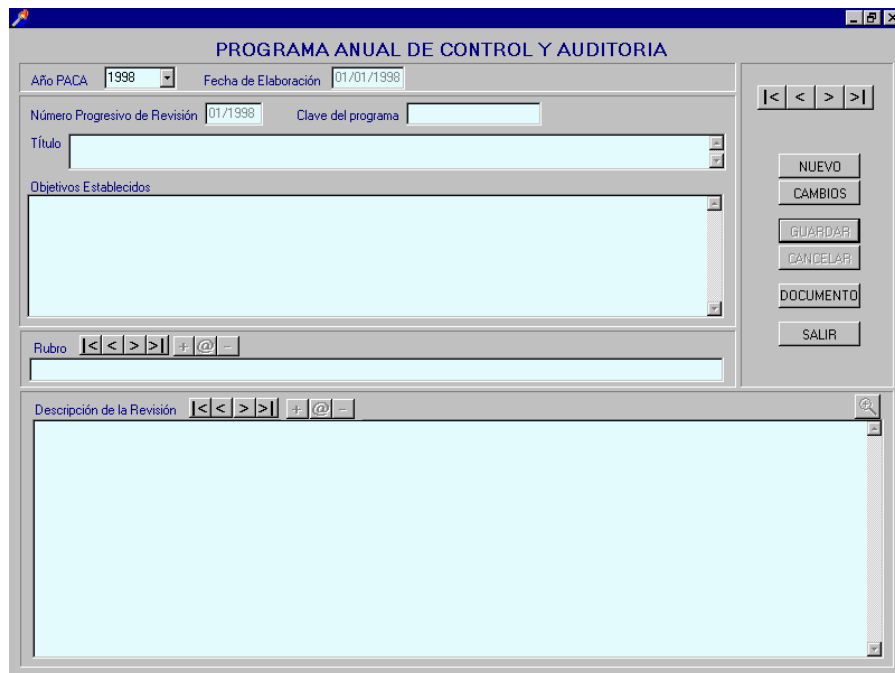 PROGRAMA ANUAL DE CONTROL Y AUDITORIA
Año PACA 1998 Fecha de Elaboración 01/01/1998
|< < > >|
Número Progresivo de Revisión 01/1998 Clave del programa
TÍtulo
NUEVO
Objetivos Establecidos
CAMBIOS
GUARDAR
CANCELAR
DOCUMENTO
SALIR
Rubro |< < > >| + @ -
Descripción de la Revisión |< < > >| + @ -